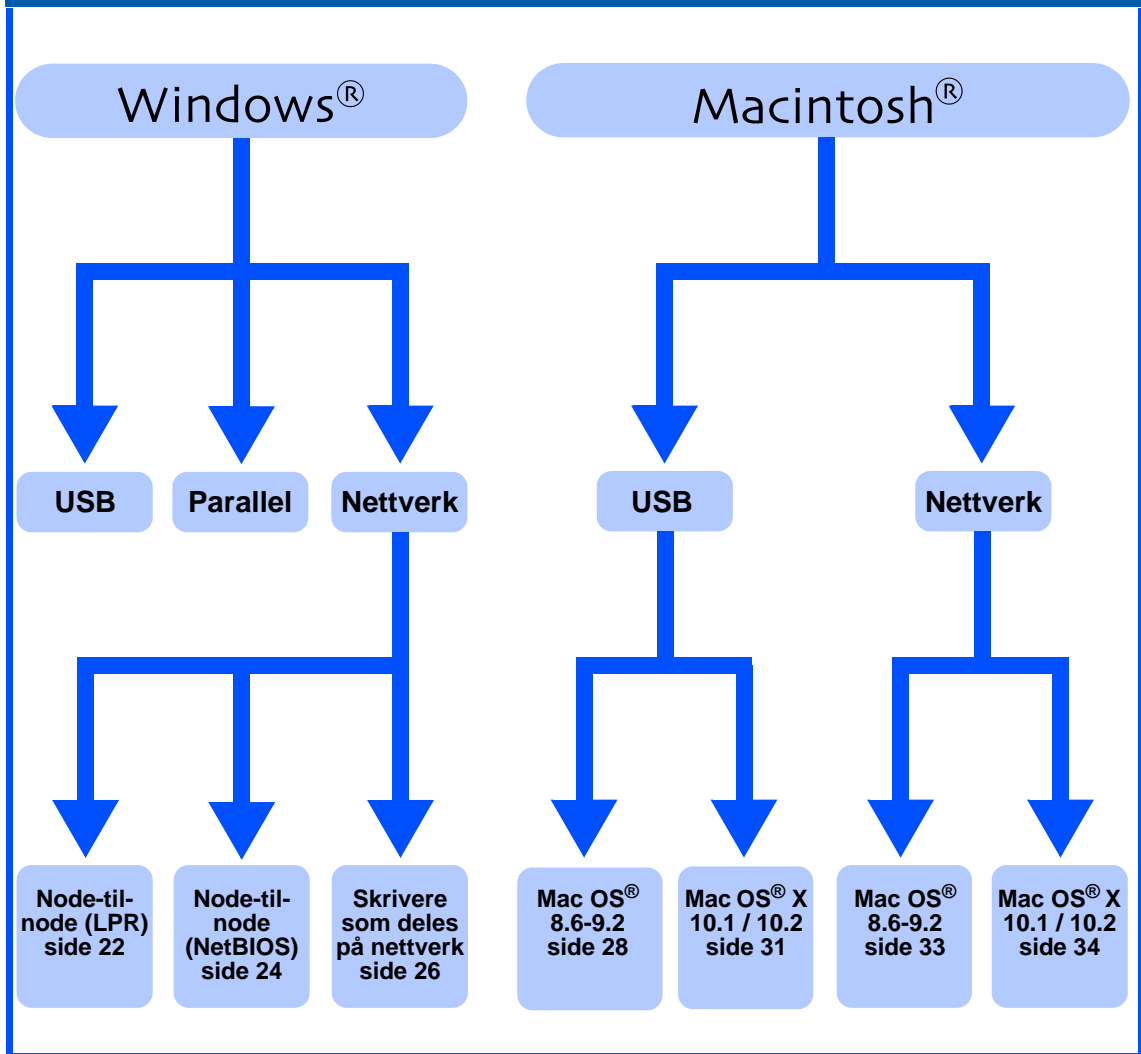 Windows®
Macintosh®
USB
Parallel
Nettverk
USB
Nettverk
Node-til-
node (LPR)
side 22
Node-til-
node
(NetBIOS)
side 24
Skrivere
som deles
på nettverk
side 26
Mac OS®
8.6-9.2
side 28
Mac OS® X
10.1 / 10.2
side 31
Mac OS®
8.6-9.2
side 33
Mac OS® X
10.1 / 10.2
side 34